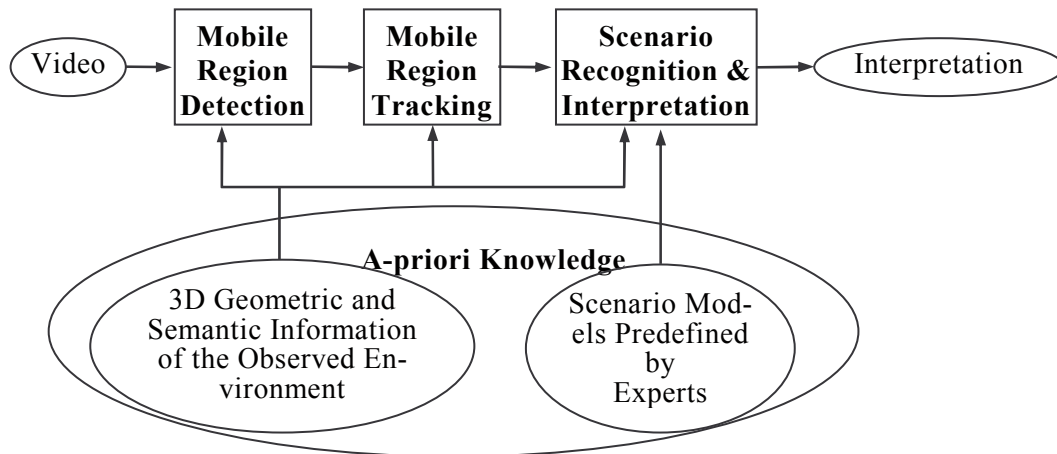 Video
Mobile
Region
Detection
Mobile
Region
Tracking
Scenario
Recognition &
Interpretation
Interpretation
A-priori Knowledge
3D Geometric and
Semantic Information
of the Observed En-
vironment
Scenario Mod-
els Predefined
by
Experts